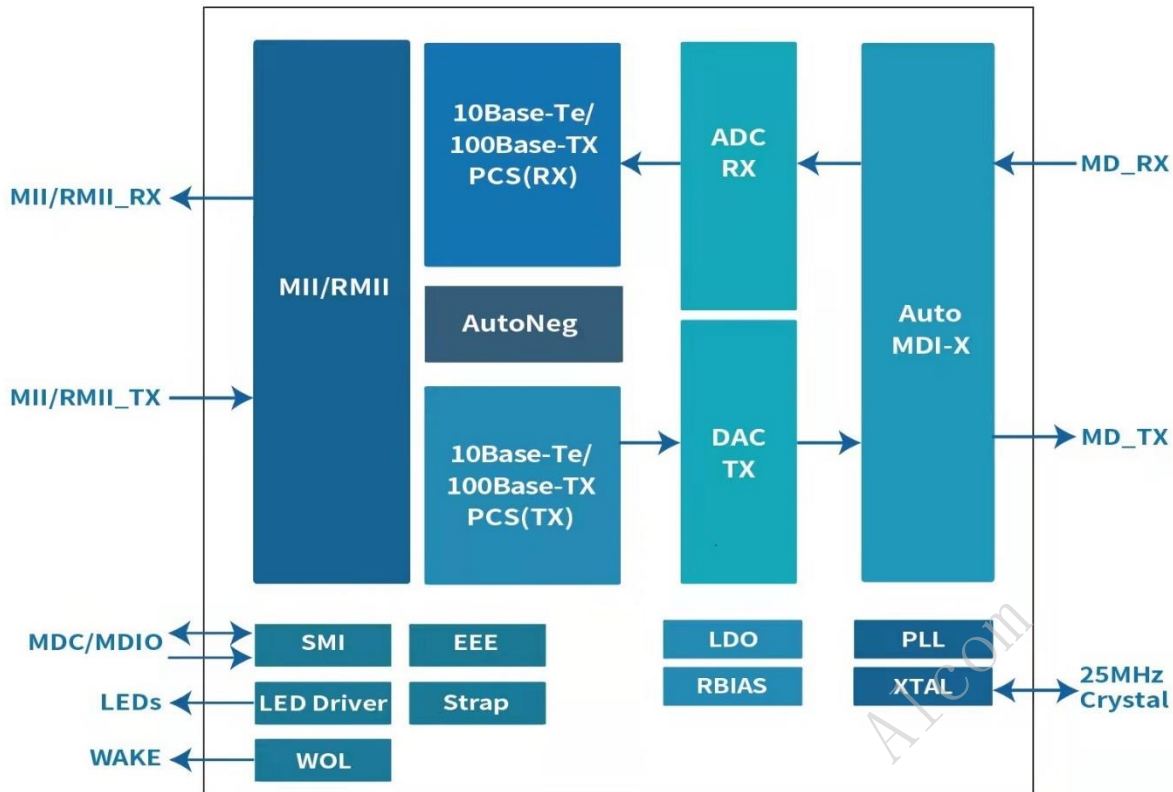 10Base-Te/
100Base-TX
PCS(RX)
ADC
RX
MD_RX
MII/RMII_RX
MII/RMII
AutoNeg
Auto
MDI-X
MII/RMII_TX
10Base-Te/
100Base-TX
PCS(TX)
DAC
TX
MD_TX
MDC/MDIO
SMI
EEE
LDO
PLL
LEDs
LED Driver
Strap
RBIAS
XTAL
25MHz
Crystal
WAKE
WOL